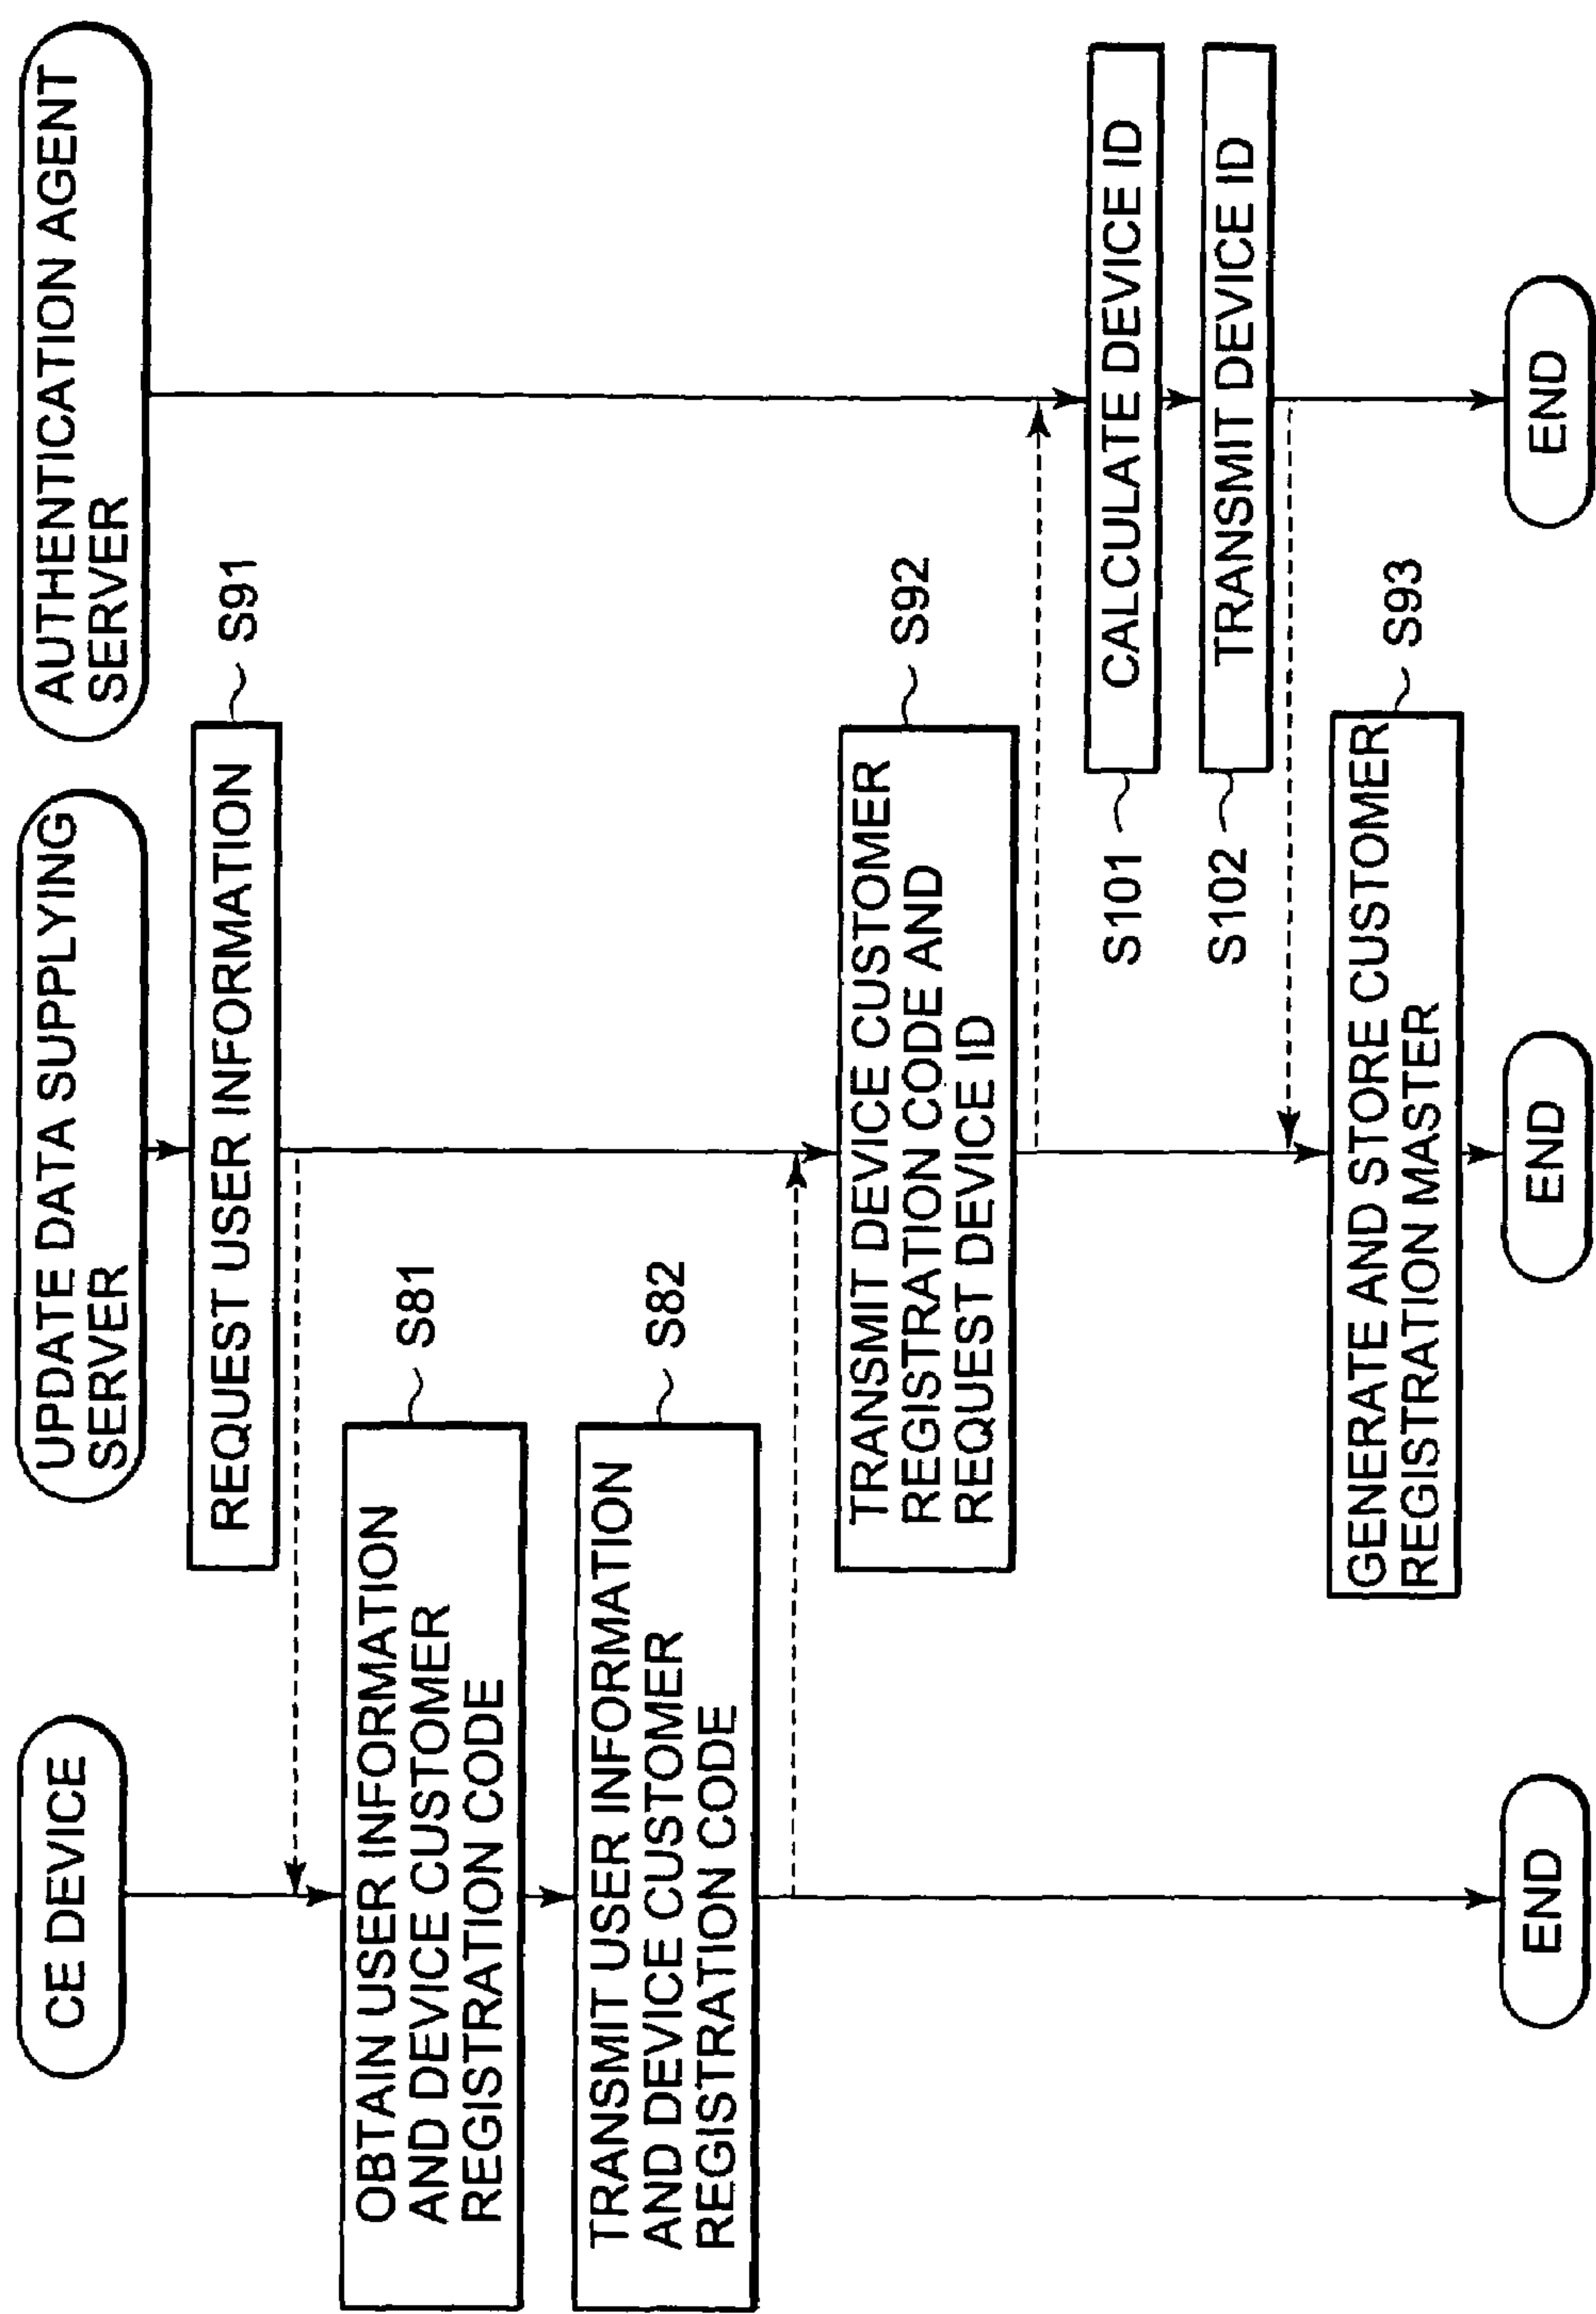 CE DEVICE
UPDATE DATA SUPPLYING
SERVER
AUTHENTICATION AGENT
SERVER
REQUEST USER INFORMATION
S91
OBTAIN USER INFORMATION
AND DEVICE CUSTOMER
REGISTRATION CODE
S81
TRANSMIT USER INFORMATION
AND DEVICE CUSTOMER
REGISTRATION CODE
S82
TRANSMIT DEVICE CUSTOMER
REGISTRATION CODE AND
REQUEST DEVICE ID
S92
S101
CALCULATE DEVICE ID
S102
TRANSMIT DEVICE ID
GENERATE AND STORE CUSTOMER
REGISTRATION MASTER
S93
END
END
END